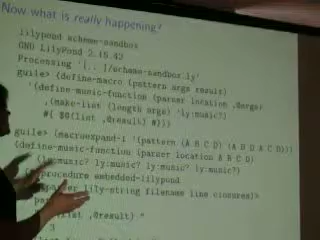 Now what is really happening?
lilypond scheme-sandbox
GNU LilyPond 2.15.42
Processing '[..]/scheme-sandbox.ly'
guile> (define-macro (pattern args result)
`(define-music-function (parser location ,@args)
,(make-list (length args) 'ly:music?)
#{ $@(list ,@result) #}))
guile> (macroexpand-1 '(pattern (A B C D) (A B A D C D)))
(define-music-function (parser location A B C D)
(ly:music? ly:music? ly:music? ly:music?)
procedure embedded-lilypond
parser lily-string filename line closures)>
(list ,@result) "
3